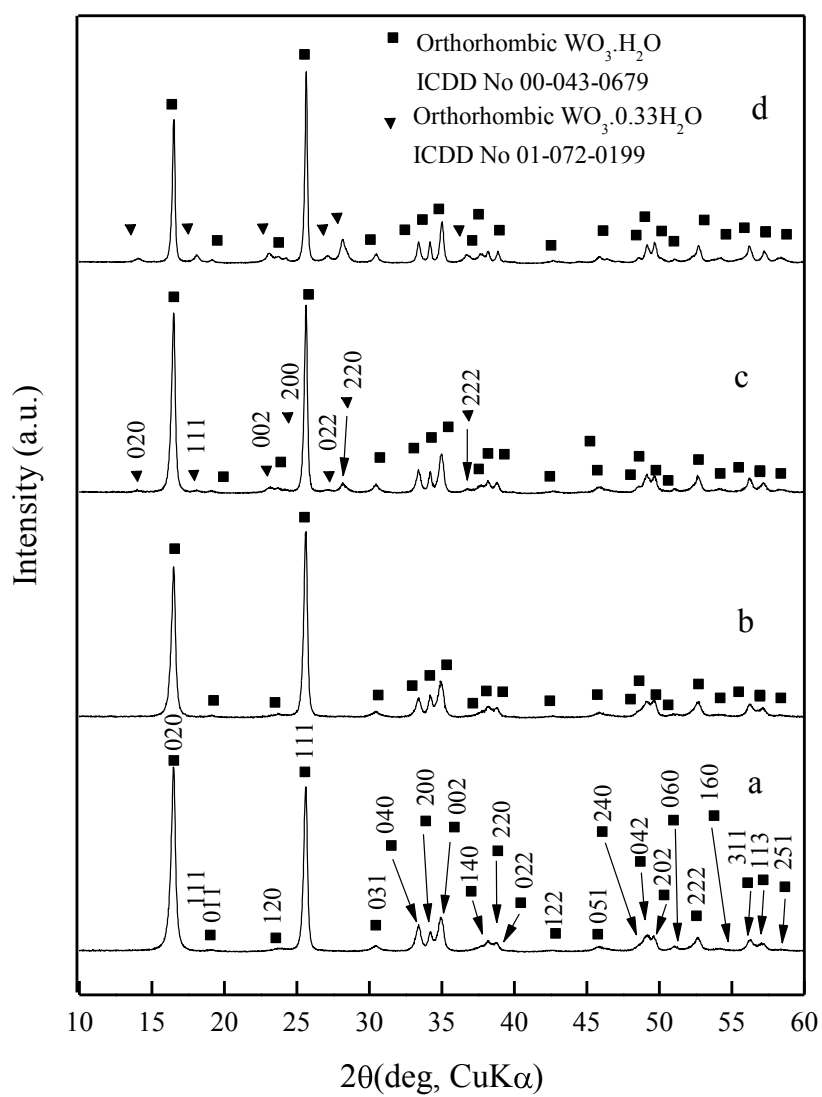 Orthorhombic WO₃.H₂O
ICDD No 00-043-0679
Orthorhombic WO₃.0.33H₂O
ICDD No 01-072-0199
d
c
020
111
002
200
022
220
222
b
a
020
111
011
120
111
031
040
200
002
140
220
022
122
051
240
042
202
060
222
160
311
113
251
Intensity (a.u.)
10 15 20 25 30 35 40 45 50 55 60
2θ(deg, CuKα)